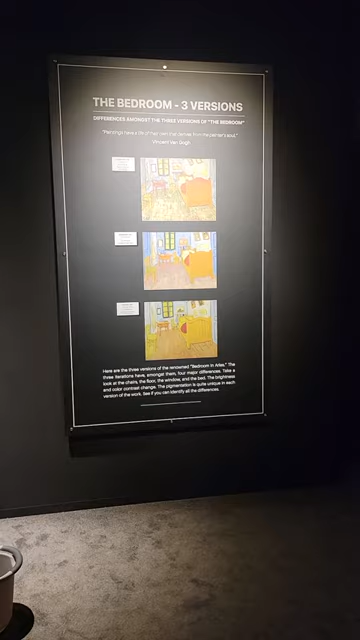 THE BEDROOM - 3 VERSIONS
DIFFERENCES AMONGST THE THREE VERSIONS OF "THE BEDROOM"
"Paintings have a life of their own that derives from the painter's soul."
Vincent Van Gogh
Here are the three versions of the renowned "Bedroom in Arles." The
three iterations have, amongst them, four major differences. Take a
look at the chairs, the floor, the window, and the bed. The brightness
and color contrast change. The pigmentation is quite unique in each
version of the work. See if you can identify all the differences.